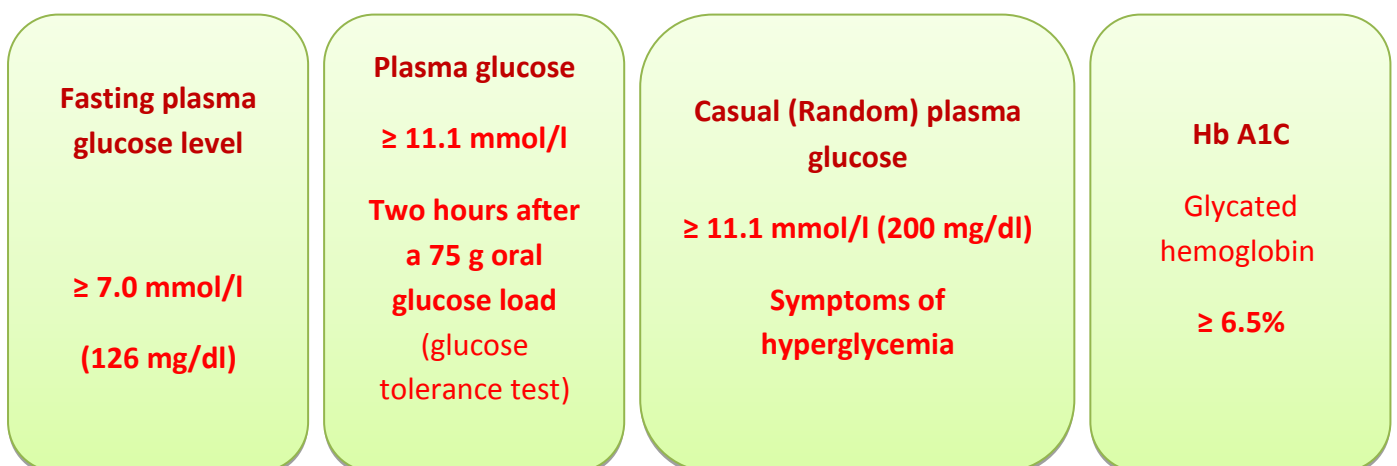 Fasting plasma
glucose level
≥ 7.0 mmol/l
(126 mg/dl)
Plasma glucose
≥ 11.1 mmol/l
Two hours after
a 75 g oral
glucose load
(glucose
tolerance test)
Casual (Random) plasma
glucose
≥ 11.1 mmol/l (200 mg/dl)
Symptoms of
hyperglycemia
Hb A1C
Glycated
hemoglobin
≥ 6.5%